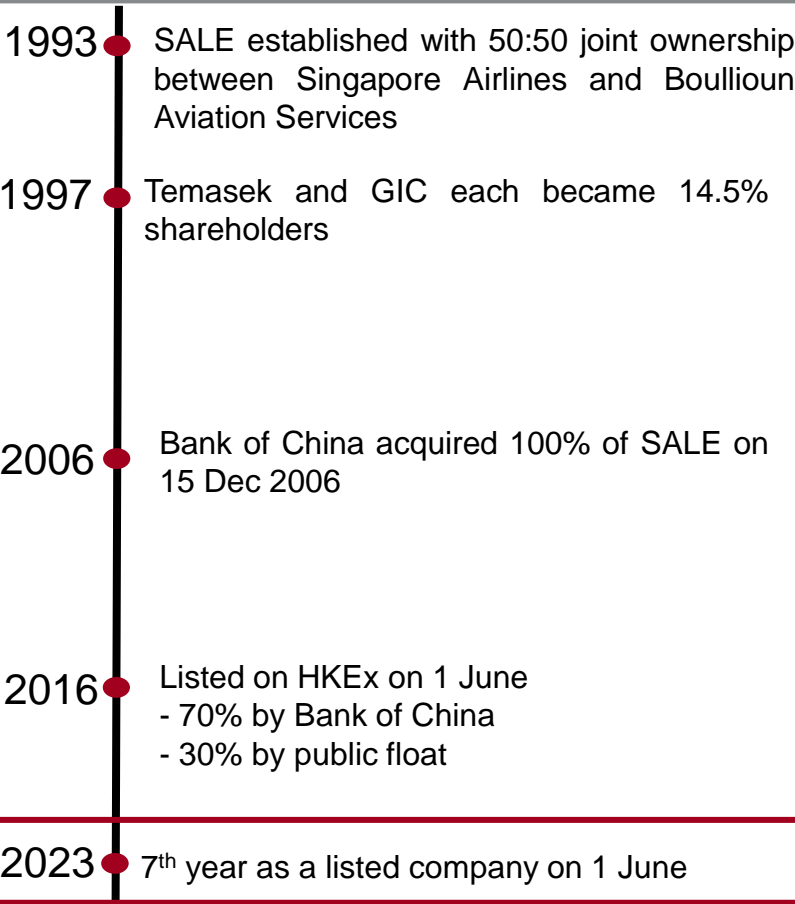 1993
SALE established with 50:50 joint ownership
between Singapore Airlines and Boullioun
Aviation Services
1997
Temasek and GIC each became 14.5%
shareholders
2006
Bank of China acquired 100% of SALE on
15 Dec 2006
2016
Listed on HKEx on 1 June
- 70% by Bank of China
- 30% by public float
2023
7th year as a listed company on 1 June